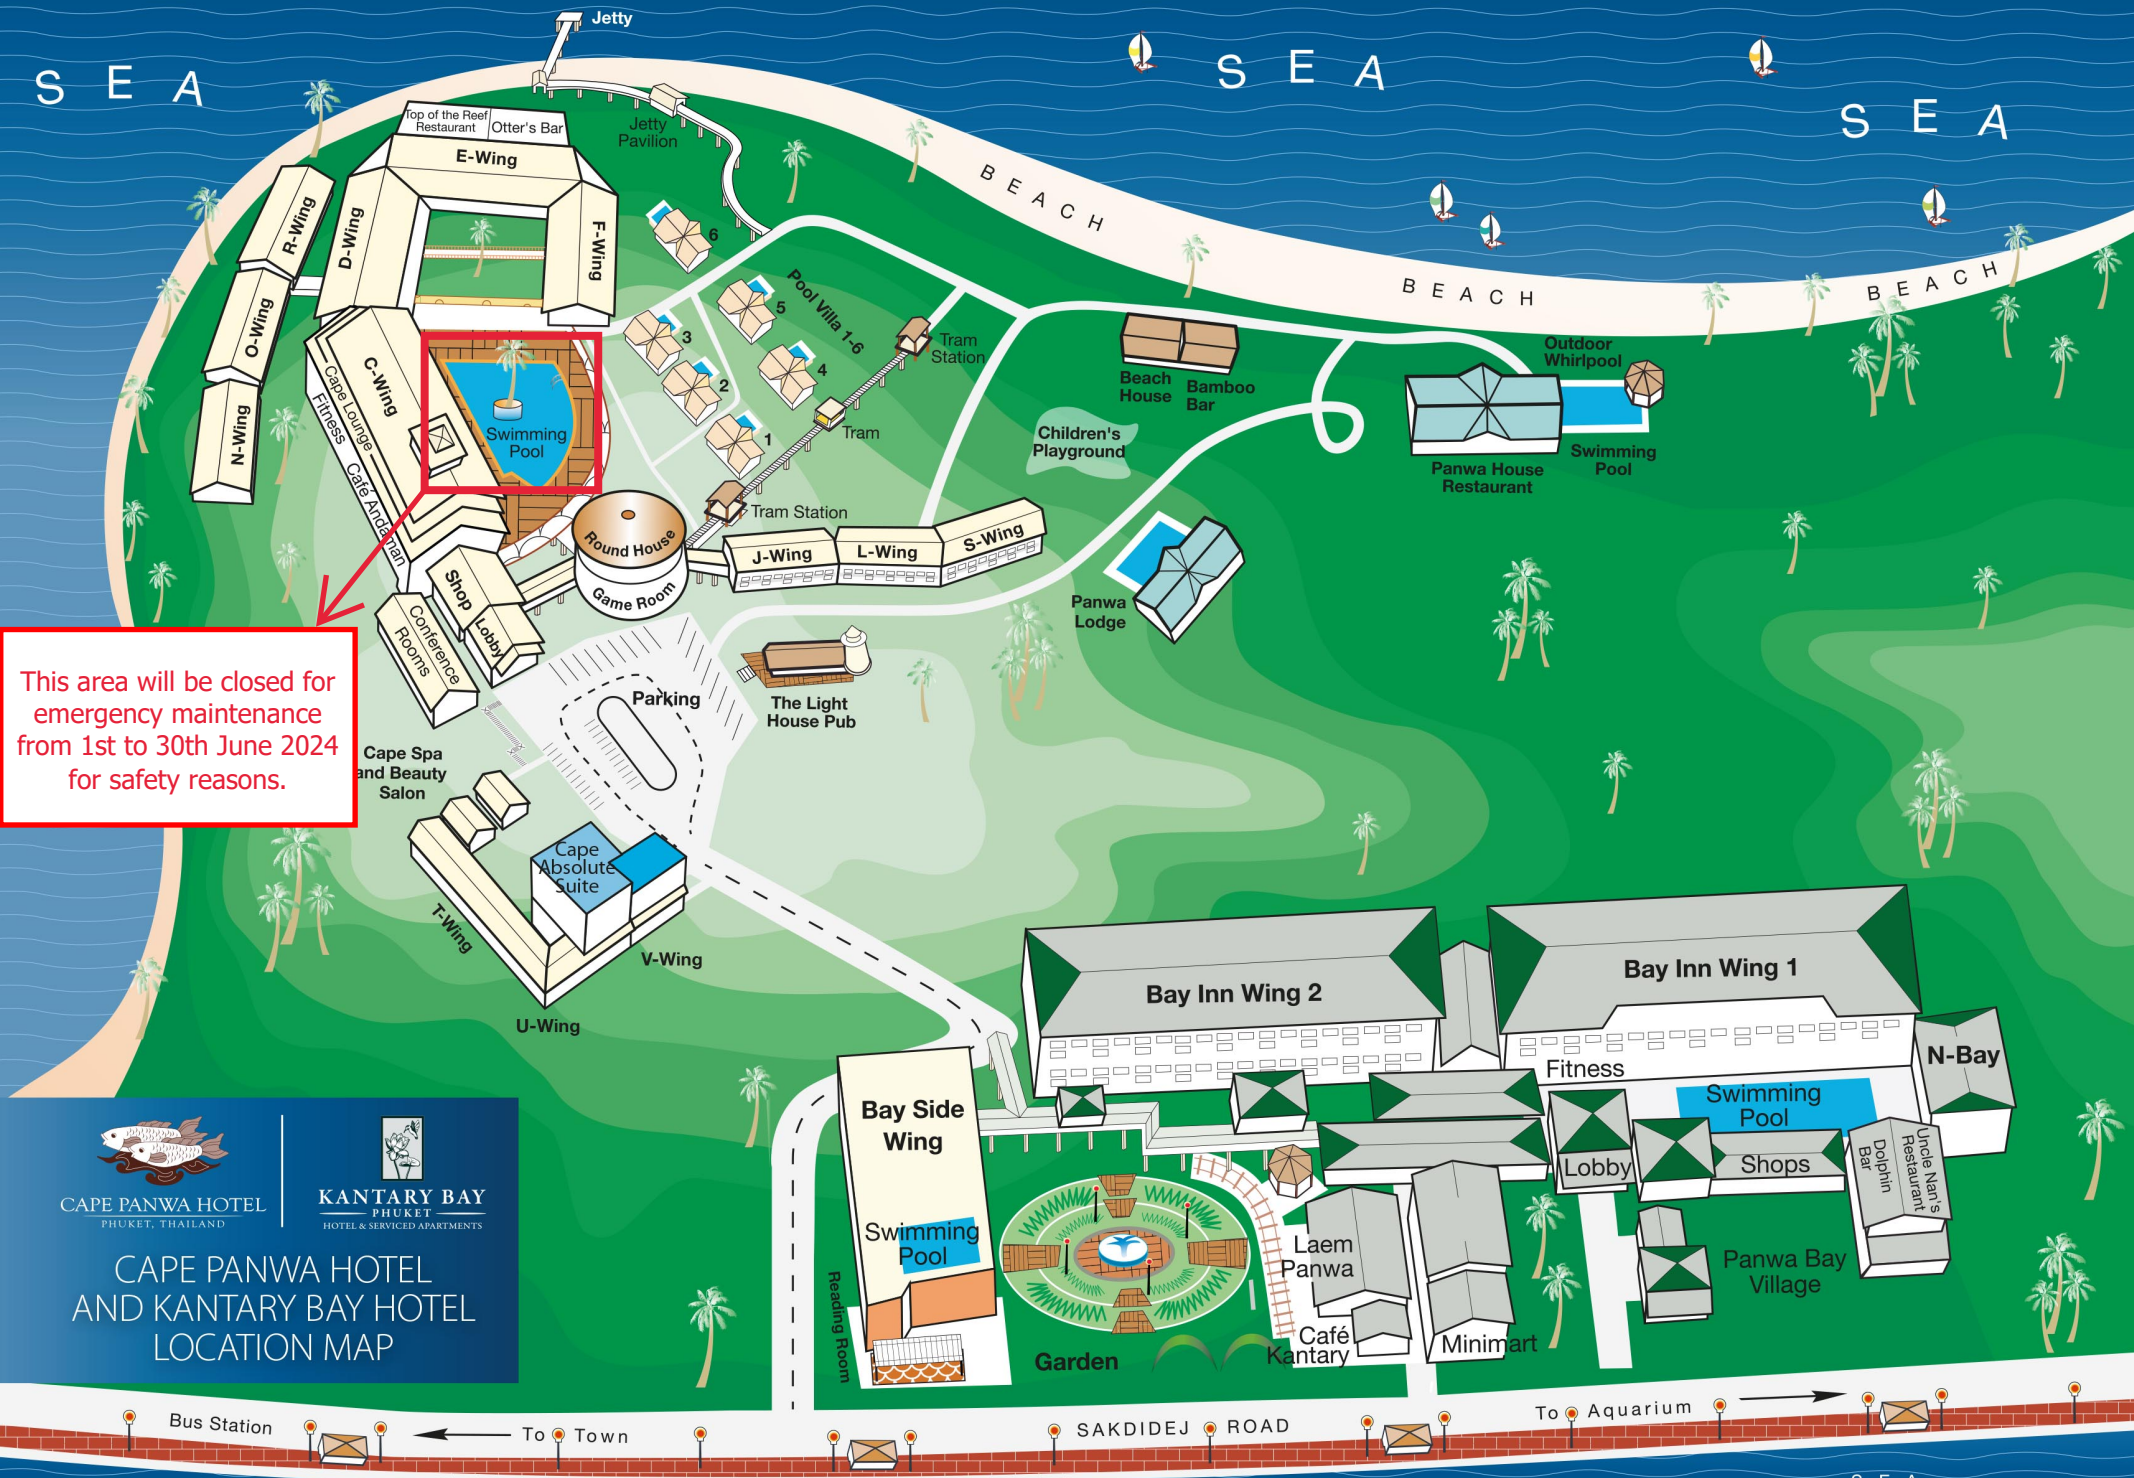 Jetty
S E A
S E A
S E A
Top of the Reef
Restaurant
Otter's Bar
Jetty
Pavilion
E-Wing
R-Wing
D-Wing
F-Wing
O-Wing
N-Wing
C-Wing
Cape Lounge
Fitness
Café Andaman
Swimming
Pool
6
5
3
2
4
1
Pool Villa 1-6
Tram
Station
Tram
Tram Station
BEACH
BEACH
BEACH
Beach
House
Bamboo
Bar
Children's
Playground
Outdoor
Whirlpool
Panwa House
Restaurant
Swimming
Pool
Round House
Game Room
J-Wing
L-Wing
S-Wing
Panwa
Lodge
Shop
Lobby
Conference
Rooms
Parking
The Light
House Pub
This area will be closed for
emergency maintenance
from 1st to 30th June 2024
for safety reasons.
Cape Spa
and Beauty
Salon
Cape
Absolute
Suite
T-Wing
V-Wing
U-Wing
Bay Inn Wing 2
Bay Inn Wing 1
N-Bay
Fitness
Swimming
Pool
Bay Side
Wing
Lobby
Shops
Dolphin
Bar
Uncle Nan's
Restaurant
Swimming
Pool
Reading Room
Laem
Panwa
Panwa Bay
Village
Café
Kantary
Minimart
Garden
CAPE PANWA HOTEL
PHUKET, THAILAND
KANTARY BAY
PHUKET
HOTEL & SERVICED APARTMENTS
CAPE PANWA HOTEL
AND KANTARY BAY HOTEL
LOCATION MAP
Bus Station
To Town
SAKDIDEJ ROAD
To Aquarium
S E A